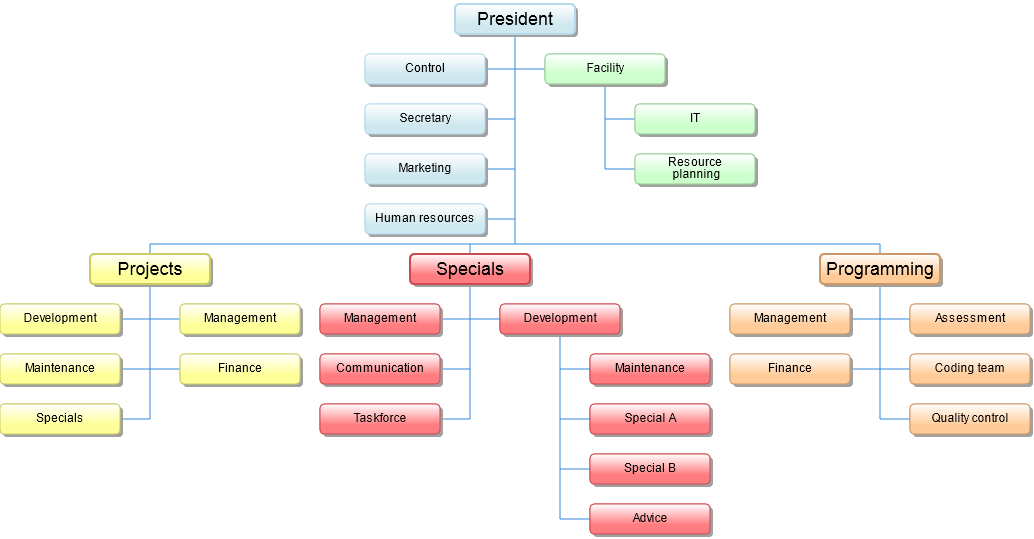 President
Control
Facility
Secretary
IT
Marketing
Resource
planning
Human resources
Projects
Specials
Programming
Development
Management
Management
Development
Management
Assessment
Maintenance
Finance
Communication
Maintenance
Finance
Coding team
Specials
Taskforce
Special A
Quality control
Special B
Advice